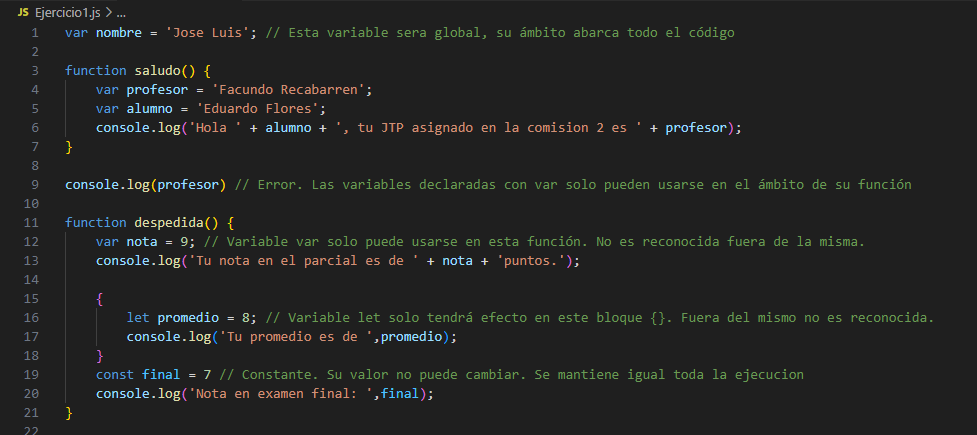 JS Ejercicio1.js > ...
1 var nombre = 'Jose Luis'; // Esta variable sera global, su ámbito abarca todo el código
2
3 function saludo() {
4 var profesor = 'Facundo Recabarren';
5 var alumno = 'Eduardo Flores';
6 console.log('Hola ' + alumno + ', tu JTP asignado en la comision 2 es ' + profesor);
7 }
8
9 console.log(profesor) // Error. Las variables declaradas con var solo pueden usarse en el ámbito de su función
10
11 function despedida() {
12 var nota = 9; // Variable var solo puede usarse en esta función. No es reconocida fuera de la misma.
13 console.log('Tu nota en el parcial es de ' + nota + 'puntos.');
14
15 {
16 let promedio = 8; // Variable let solo tendrá efecto en este bloque {}. Fuera del mismo no es reconocida.
17 console.log('Tu promedio es de ',promedio);
18 }
19 const final = 7 // Constante. Su valor no puede cambiar. Se mantiene igual toda la ejecucion
20 console.log('Nota en examen final: ',final);
21 }
22